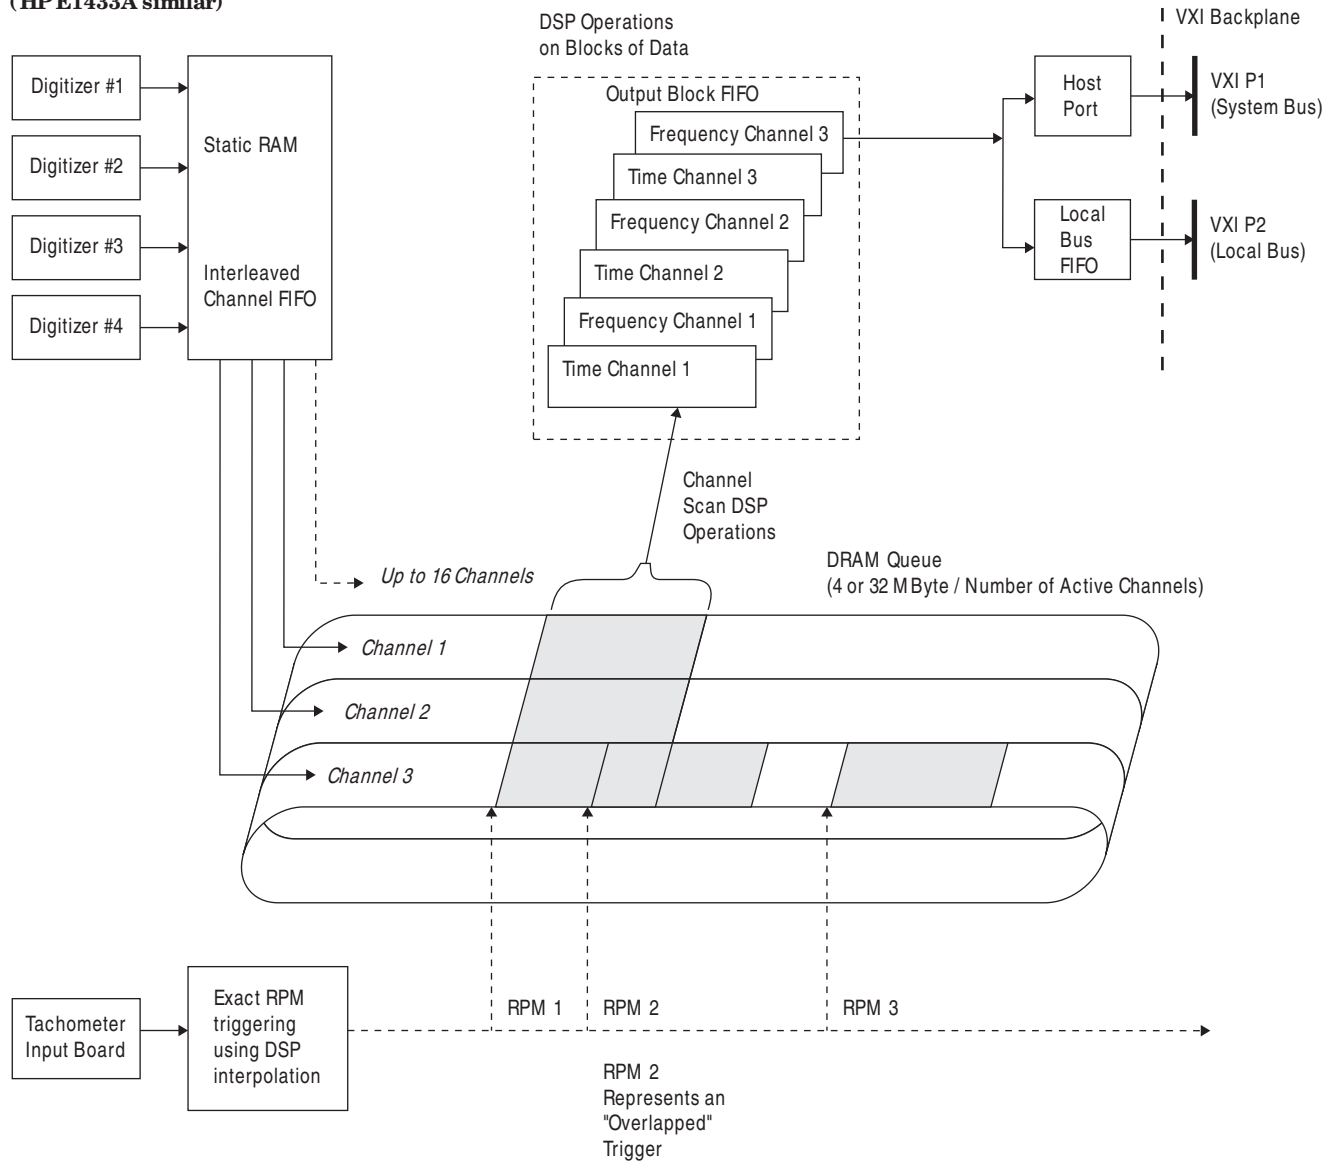 (HP E1433A similar)
DSP Operations
on Blocks of Data
VXI Backplane
Digitizer #1
Digitizer #2
Digitizer #3
Digitizer #4
Static RAM
Interleaved
Channel FIFO
Output Block FIFO
Frequency Channel 3
Time Channel 3
Frequency Channel 2
Time Channel 2
Frequency Channel 1
Time Channel 1
Host
Port
VXI P1
(System Bus)
Local
Bus
FIFO
VXI P2
(Local Bus)
Channel
Scan DSP
Operations
Up to 16 Channels
DRAM Queue
(4 or 32 MByte / Number of Active Channels)
Channel 1
Channel 2
Channel 3
Tachometer
Input Board
Exact RPM
triggering
using DSP
interpolation
RPM 1
RPM 2
RPM 3
RPM 2
Represents an
"Overlapped"
Trigger